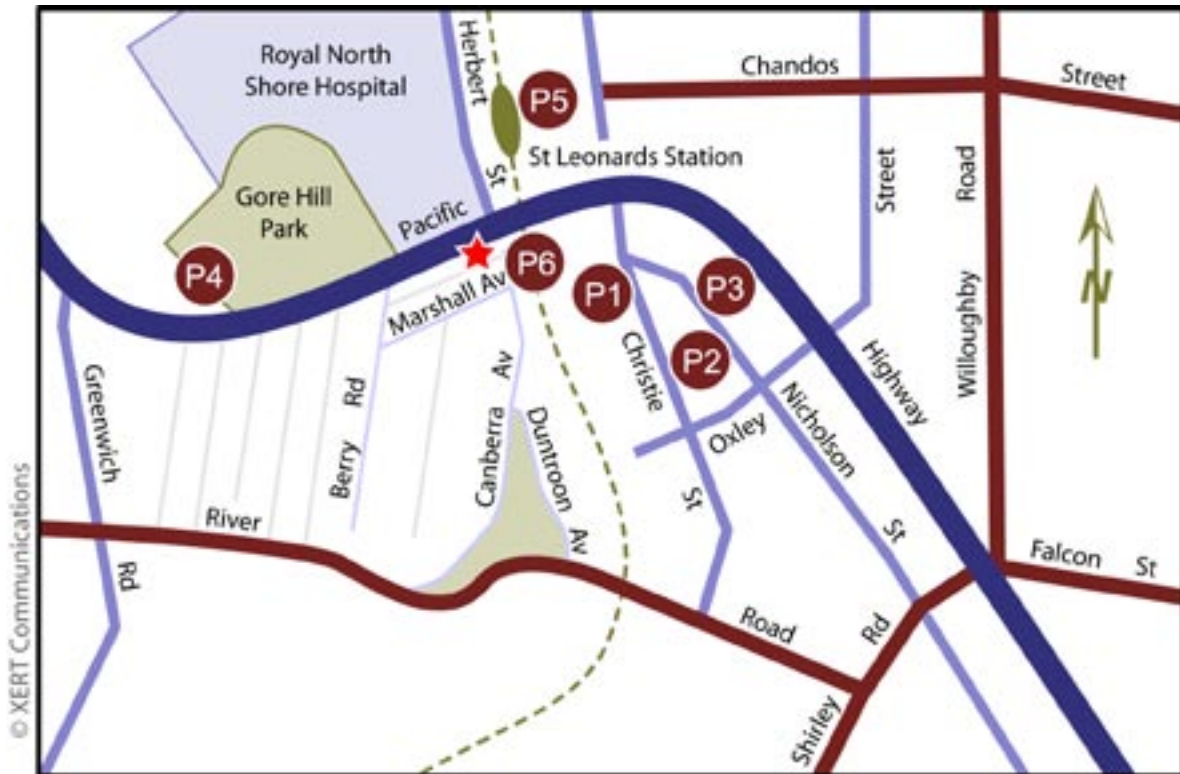 Royal North
Shore Hospital
Herbert
St
P5
Chandos
Street
St Leonards Station
Gore Hill
Park
Pacific
Street
Road
P4
P6
P1
P3
N
Marshall Av
P2
Christie
St
Highway
Willoughby
Greenwich
Rd
Berry Rd
Canberra Av
Duntroon
Av
Oxley
Nicholson
St
River
Road
Falcon St
Shirley
Rd
© XERT Communications